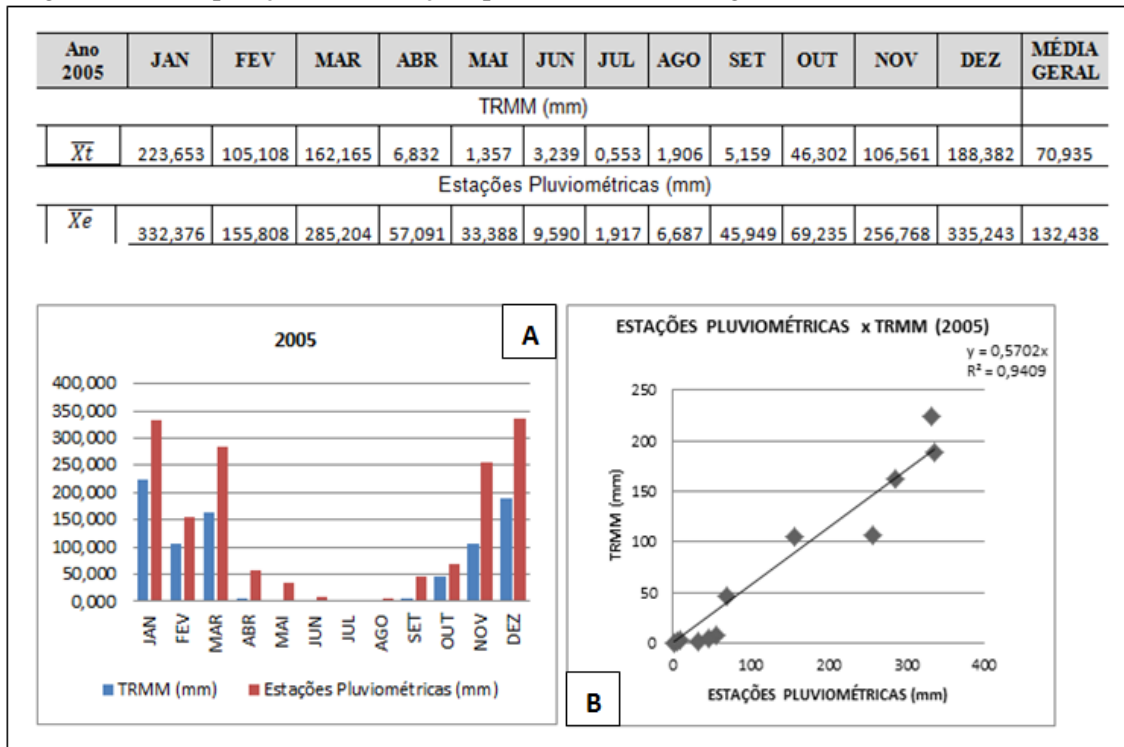 Ano 2005 JAN FEV MAR ABR MAI JUN JUL AGO SET OUT NOV DEZ MÉDIA GERAL
TRMM (mm)
Xt 223,653 105,108 162,165 6,832 1,357 3,239 0,553 1,906 5,159 46,302 106,561 188,382 70,935
Estações Pluviométricas (mm)
Xe 332,376 155,808 285,204 57,091 33,388 9,590 1,917 6,687 45,949 69,235 256,768 335,243 132,438
A
2005
400,000
350,000
300,000
250,000
200,000
150,000
100,000
50,000
0,000
JAN FEV MAR ABR MAI JUN JUL AGO SET OUT NOV DEZ
TRMM (mm) Estações Pluviométricas (mm)
ESTAÇÕES PLUVIOMÉTRICAS x TRMM (2005)
y = 0,5702x
R² = 0,9409
TRMM (mm)
250
200
150
100
50
0
0 100 200 300 400
ESTAÇÕES PLUVIOMÉTRICAS (mm)
B